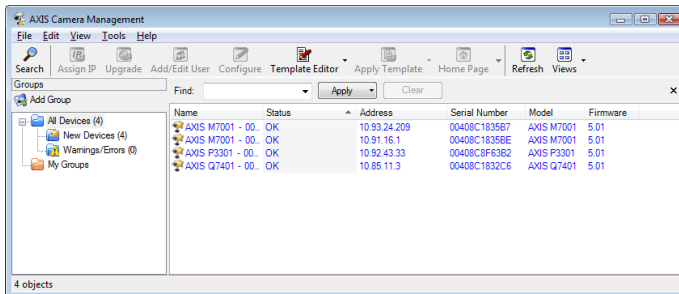 AXIS Camera Management
File Edit View Tools Help
Search Assign IP Upgrade Add/Edit User Configure Template Editor Apply Template Home Page Refresh Views
Groups
Add Group
All Devices (4)
New Devices (4)
Warnings/Errors (0)
My Groups
Find: Apply Clear
Name Status Address Serial Number Model Firmware
AXIS M7001 - 00... OK 10.93.24.209 00408C1835B7 AXIS M7001 5.01
AXIS M7001 - 00... OK 10.91.16.1 00408C1835BE AXIS M7001 5.01
AXIS P3301 - 00... OK 10.92.43.33 00408C8F63B2 AXIS P3301 5.01
AXIS Q7401 - 00... OK 10.85.11.3 00408C1832C6 AXIS Q7401 5.01
4 objects